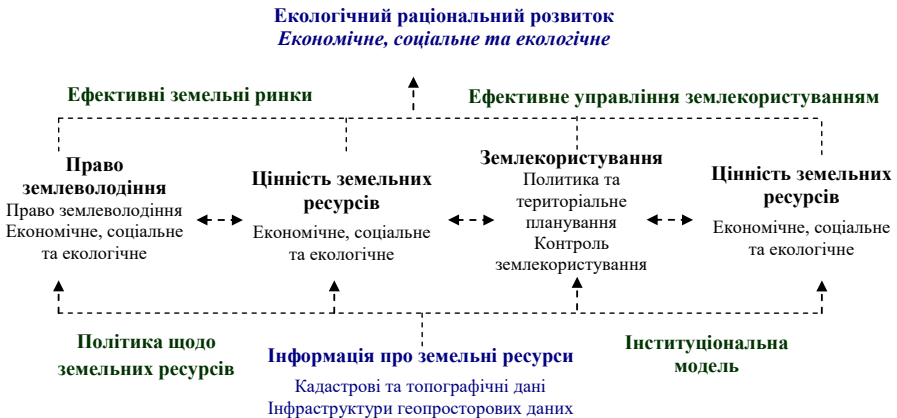 Екологічний раціональний розвиток
Економічне, соціальне та екологічне
Ефективні земельні ринки
Ефективне управління землекористуванням
Право
землеволодіння
Право землеволодіння
Економічне, соціальне
та екологічне
Цінність земельних
ресурсів
Економічне, соціальне
та екологічне
Землекористування
Политика та
територіальне
планування
Контроль
землекористування
Цінність земельних
ресурсів
Економічне, соціальне
та екологічне
Політика щодо
земельних ресурсів
Інформація про земельні ресурси
Кадастрові та топографічні дані
Інфраструктури геопросторових даних
Інституціональна
модель